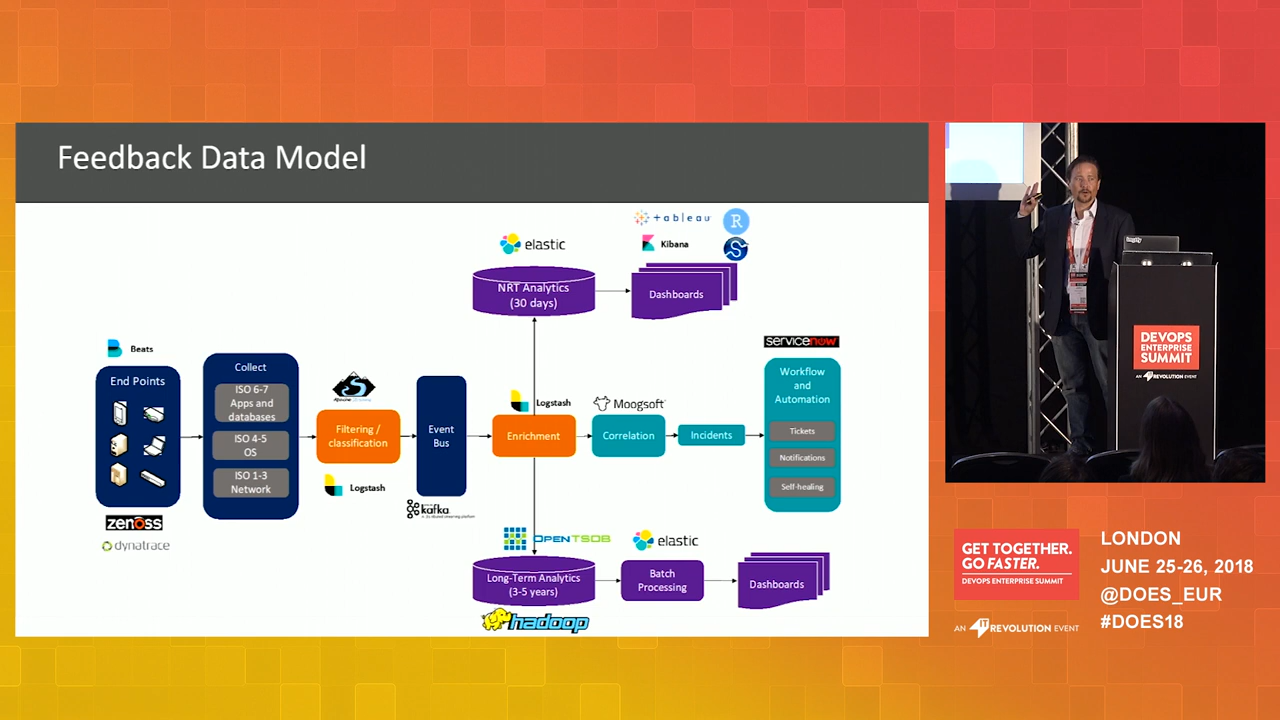 Feedback Data Model
tableau
R
elastic
Kibana
S
NRT Analytics
(30 days)
Dashboards
Beats
servicenow
End Points
Collect
ISO 6-7
Apps and
databases
ISO 4-5
OS
ISO 1-3
Network
Filtering /
classification
Logstash
Event
Bus
kafka
Logstash
Enrichment
Moogsoft
Correlation
Incidents
Workflow
and
Automation
Tickets
Notifications
Self-healing
zenoss
dynatrace
OPENTSDB
elastic
Long-Term Analytics
(3-5 years)
Batch
Processing
Dashboards
hadoop
DEVOPS
ENTERPRISE
SUMMIT
AN IT REVOLUTION EVENT
GET TOGETHER.
GO FASTER.
DEVOPS ENTERPRISE SUMMIT
AN IT REVOLUTION EVENT
LONDON
JUNE 25-26, 2018
@DOES_EUR
#DOES18